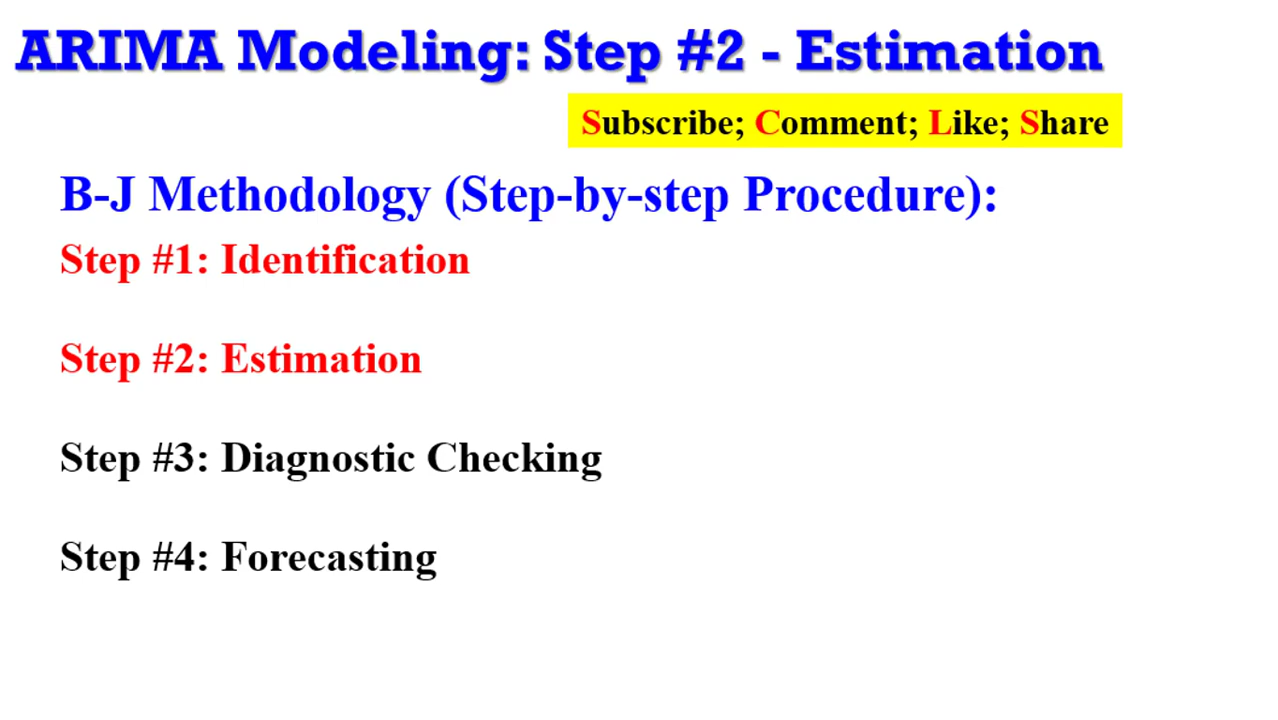 ARIMA Modeling: Step #2 - Estimation
Subscribe; Comment; Like; Share
B-J Methodology (Step-by-step Procedure):
Step #1: Identification
Step #2: Estimation
Step #3: Diagnostic Checking
Step #4: Forecasting